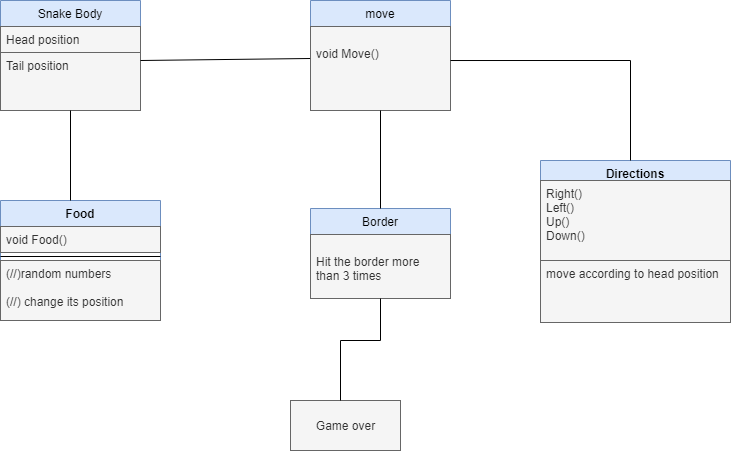 Snake Body
Head position
Tail position
move
void Move()
Directions
Right()
Left()
Up()
Down()
move according to head position
Food
void Food()
(//)random numbers
(//) change its position
Border
Hit the border more
than 3 times
Game over